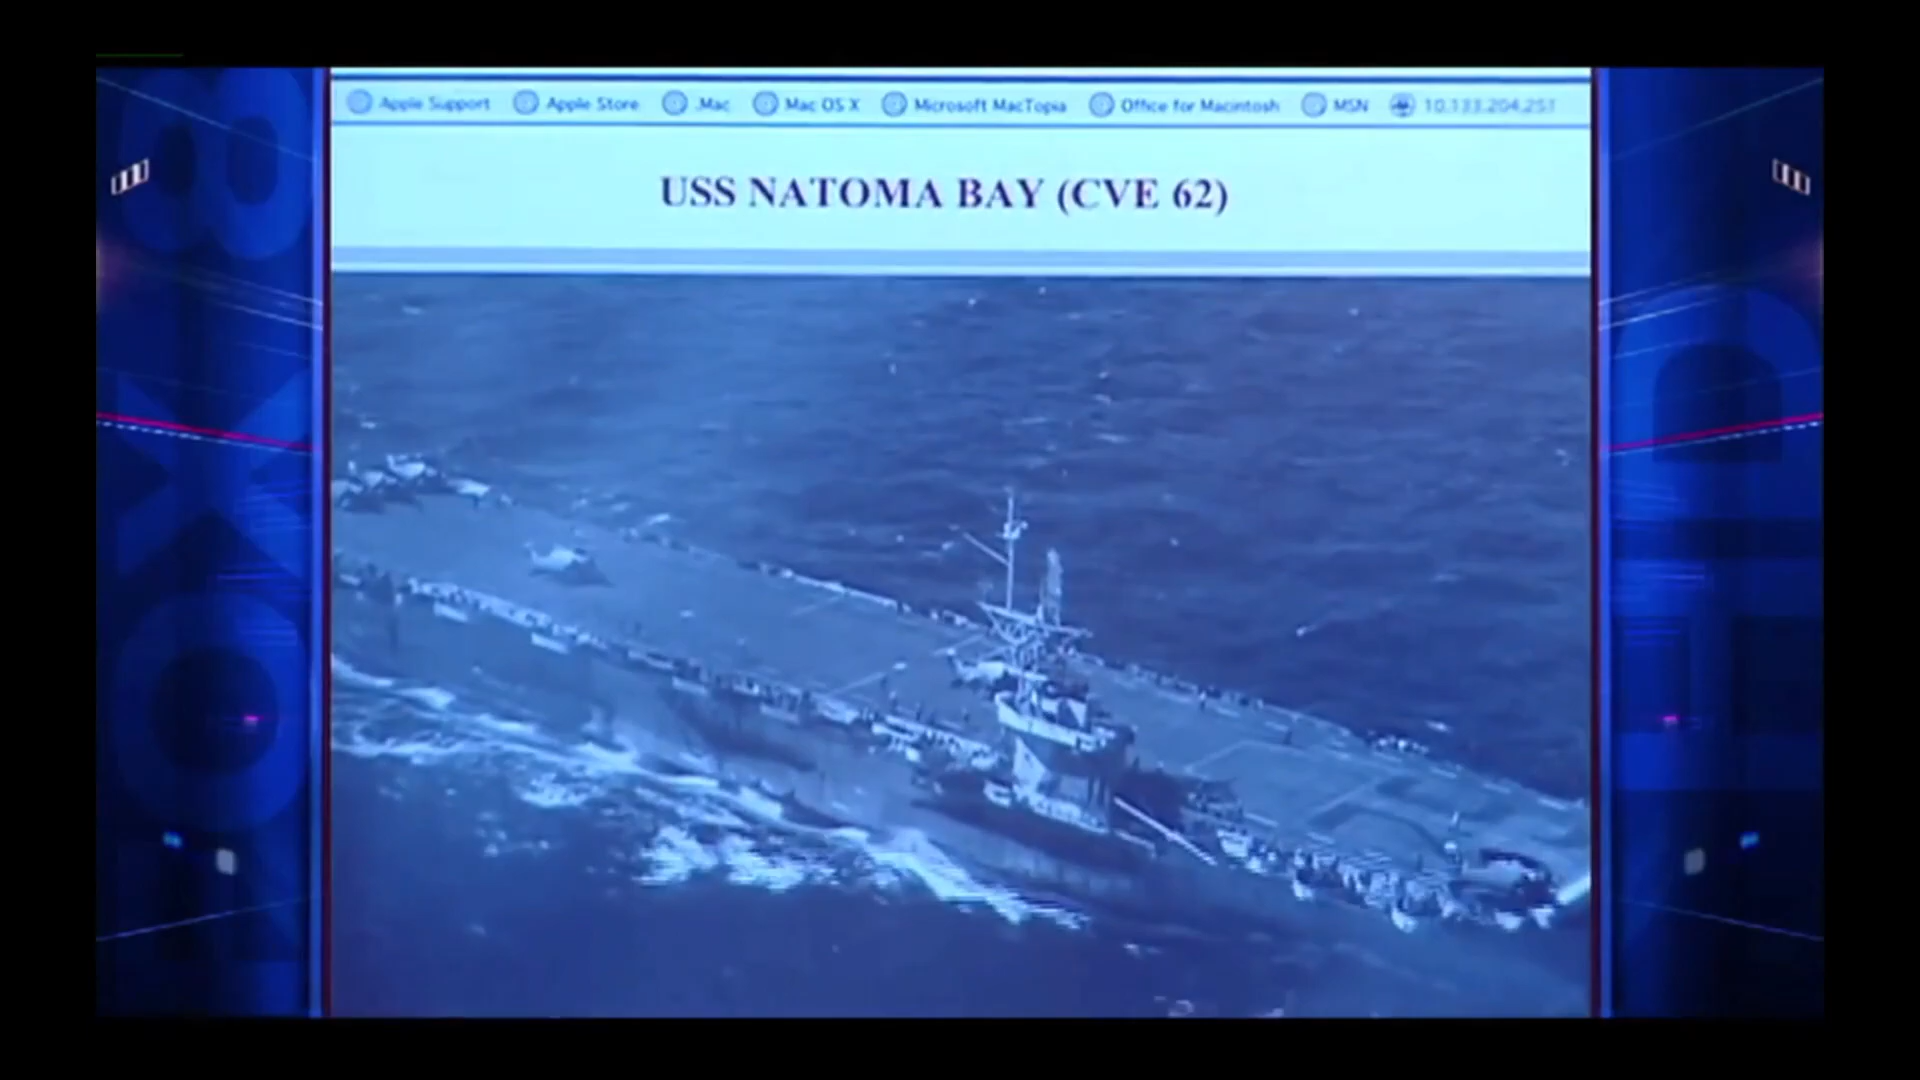 Apple Support Apple Store .Mac Mac OS X Microsoft MacTopia Office for Macintosh MSN 10.133.204.251
USS NATOMA BAY (CVE 62)